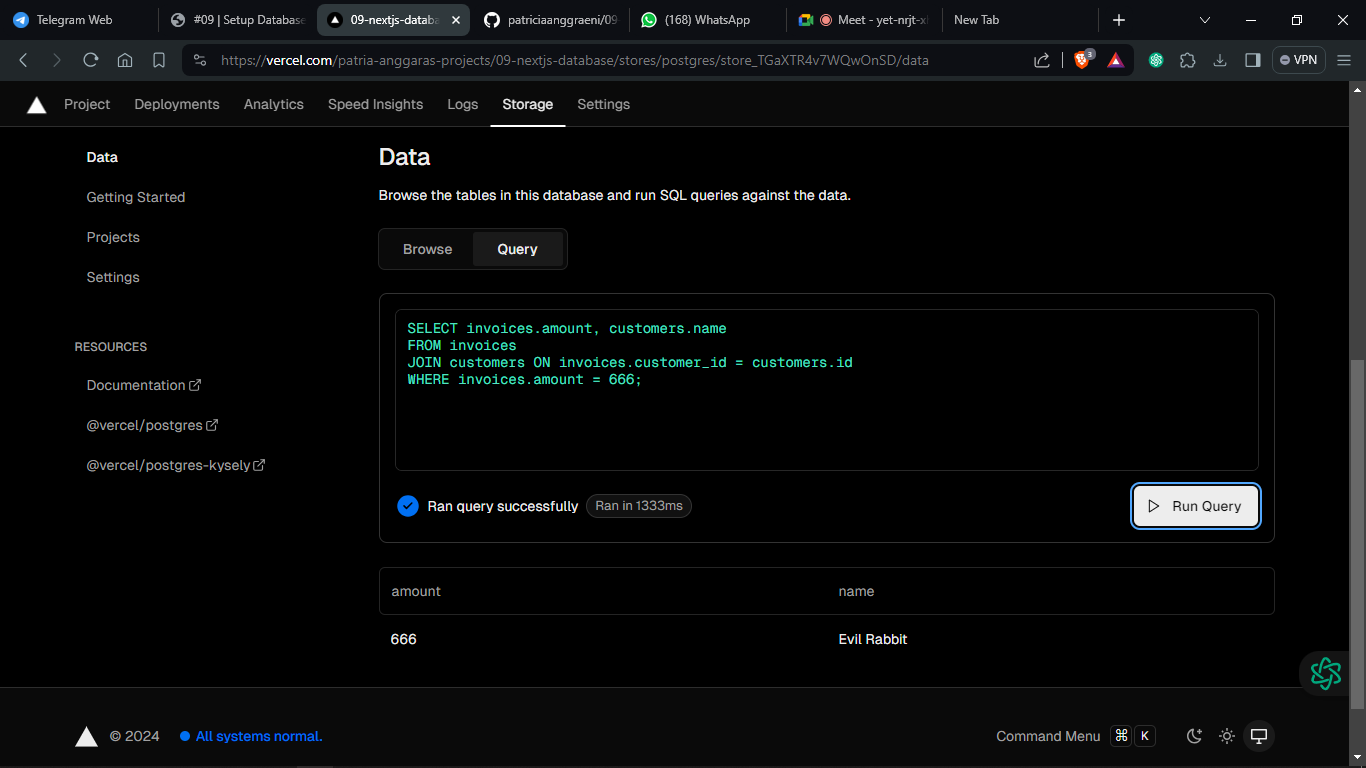 Telegram Web
#09 | Setup Database
09-nextjs-databa
patriciaanggraeni/09
(168) WhatsApp
Meet - yet-nrjt-x
New Tab
https://vercel.com/patria-anggaras-projects/09-nextjs-database/stores/postgres/store_TGaXTR4v7WQwOnSD/data
3
VPN
Project
Deployments
Analytics
Speed Insights
Logs
Storage
Settings
Data
Getting Started
Projects
Settings
RESOURCES
Documentation
@vercel/postgres
@vercel/postgres-kysely
Data
Browse the tables in this database and run SQL queries against the data.
Browse
Query
SELECT invoices.amount, customers.name
FROM invoices
JOIN customers ON invoices.customer_id = customers.id
WHERE invoices.amount = 666;
Ran query successfully
Ran in 1333ms
Run Query
amount
name
666
Evil Rabbit
© 2024
All systems normal.
Command Menu
⌘
K